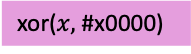 xor(𝑥, #x0000)